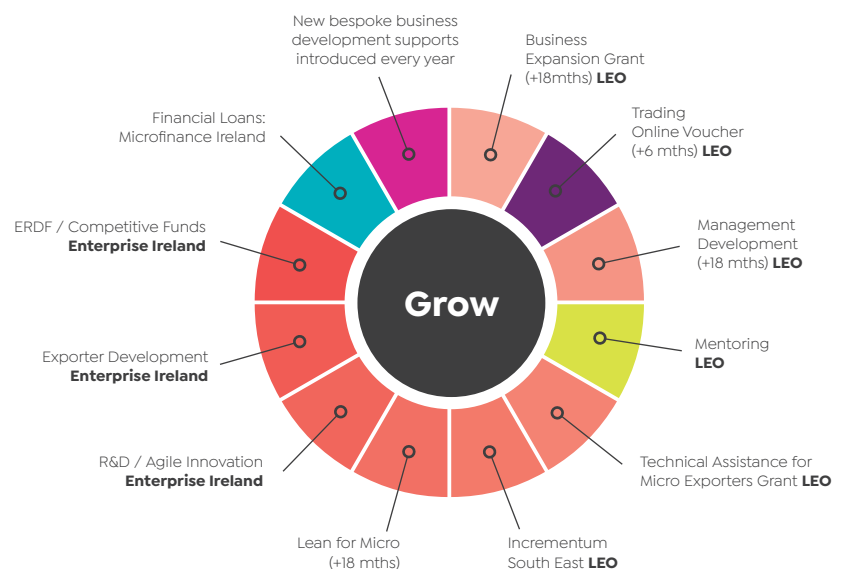 New bespoke business
development supports
introduced every year
Business
Expansion Grant
(+18mths) LEO
Trading
Online Voucher
(+6 mths) LEO
Management
Development
(+18 mths) LEO
Mentoring
LEO
Technical Assistance for
Micro Exporters Grant LEO
Incrementum
South East LEO
Lean for Micro
(+18 mths)
R&D / Agile Innovation
Enterprise Ireland
Exporter Development
Enterprise Ireland
ERDF / Competitive Funds
Enterprise Ireland
Financial Loans:
Microfinance Ireland
Grow